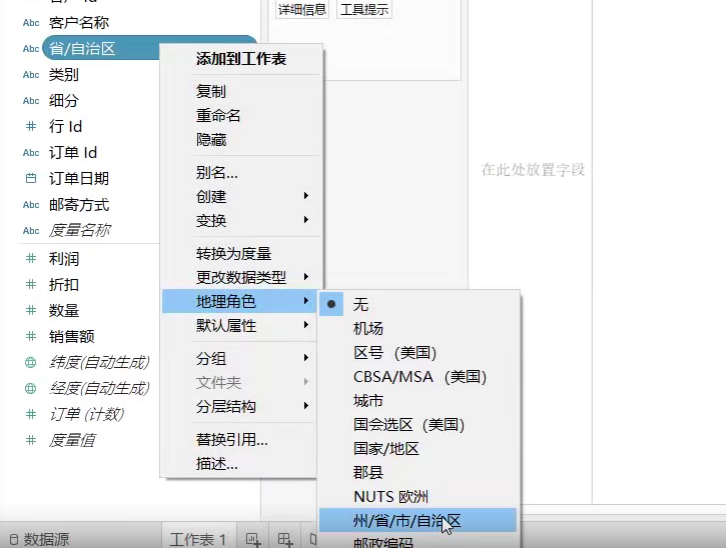 详细信息 工具提示
Abc 客户名称
Abc 省/自治区
Abc 类别
Abc 细分
# 行 Id
Abc 订单 Id
订单日期
Abc 邮寄方式
Abc 度量名称
# 利润
# 折扣
# 数量
# 销售额
纬度(自动生成)
经度(自动生成)
# 订单 (计数)
# 度量值
添加到工作表
复制
重命名
隐藏
别名...
创建
变换
转换为度量
更改数据类型
地理角色
默认属性
分组
文件夹
分层结构
替换引用...
描述...
无
机场
区号 (美国)
CBSA/MSA (美国)
城市
国会选区 (美国)
国家/地区
郡县
NUTS 欧洲
州/省/市/自治区
邮政编码
在此处放置字段
数据源
工作表 1